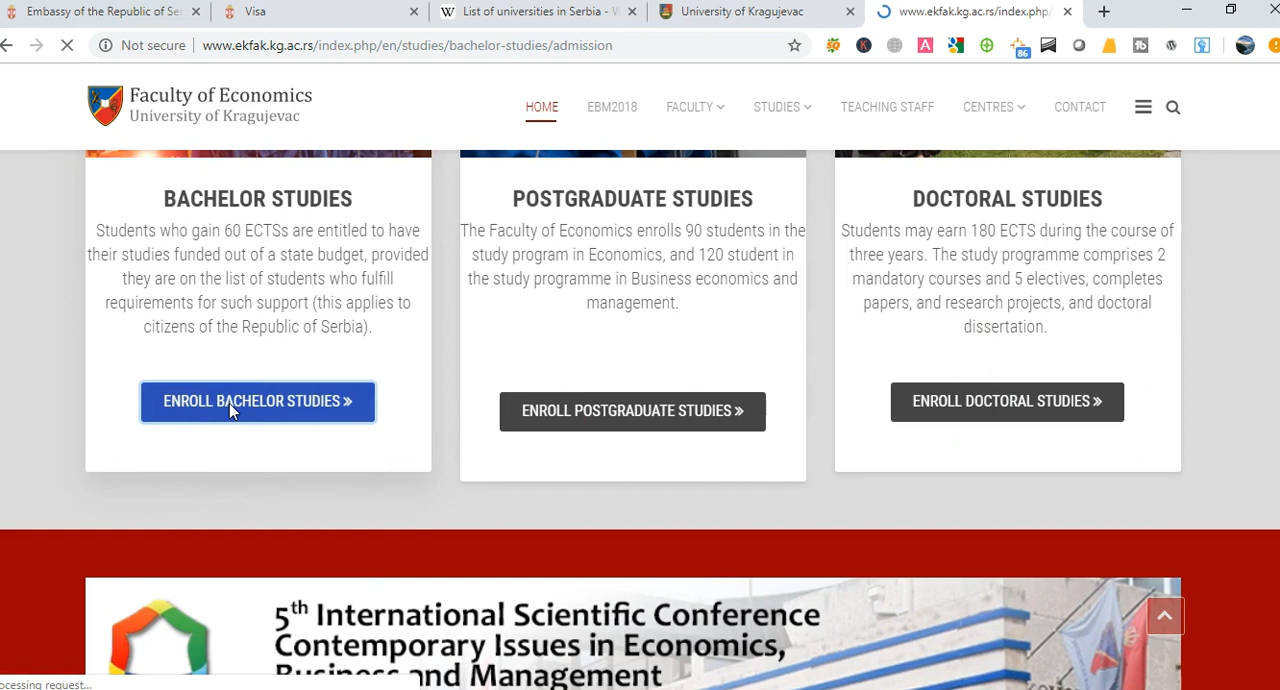 Embassy of the Republic of Se
Visa
List of universities in Serbia - W
University of Kragujevac
www.ekfak.kg.ac.rs/index.php/
Not secure
www.ekfak.kg.ac.rs/index.php/en/studies/bachelor-studies/admission
86
Faculty of Economics
University of Kragujevac
HOME
EBM2018
FACULTY
STUDIES
TEACHING STAFF
CENTRES
CONTACT
BACHELOR STUDIES
Students who gain 60 ECTSs are entitled to have
their studies funded out of a state budget, provided
they are on the list of students who fulfill
requirements for such support (this applies to
citizens of the Republic of Serbia).
ENROLL BACHELOR STUDIES »
POSTGRADUATE STUDIES
The Faculty of Economics enrolls 90 students in the
study program in Economics, and 120 student in
the study programme in Business economics and
management.
ENROLL POSTGRADUATE STUDIES »
DOCTORAL STUDIES
Students may earn 180 ECTS during the course of
three years. The study programme comprises 2
mandatory courses and 5 electives, completes
papers, and research projects, and doctoral
dissertation.
ENROLL DOCTORAL STUDIES »
5th International Scientific Conference
Contemporary Issues in Economics,
Business and Management
ocessing request...